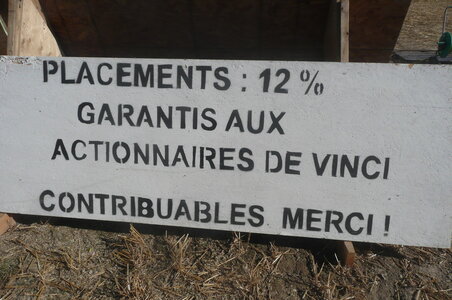 PLACEMENTS : 12 %
GARANTIS AUX
ACTIONNAIRES DE VINCI
CONTRIBUABLES MERCI !